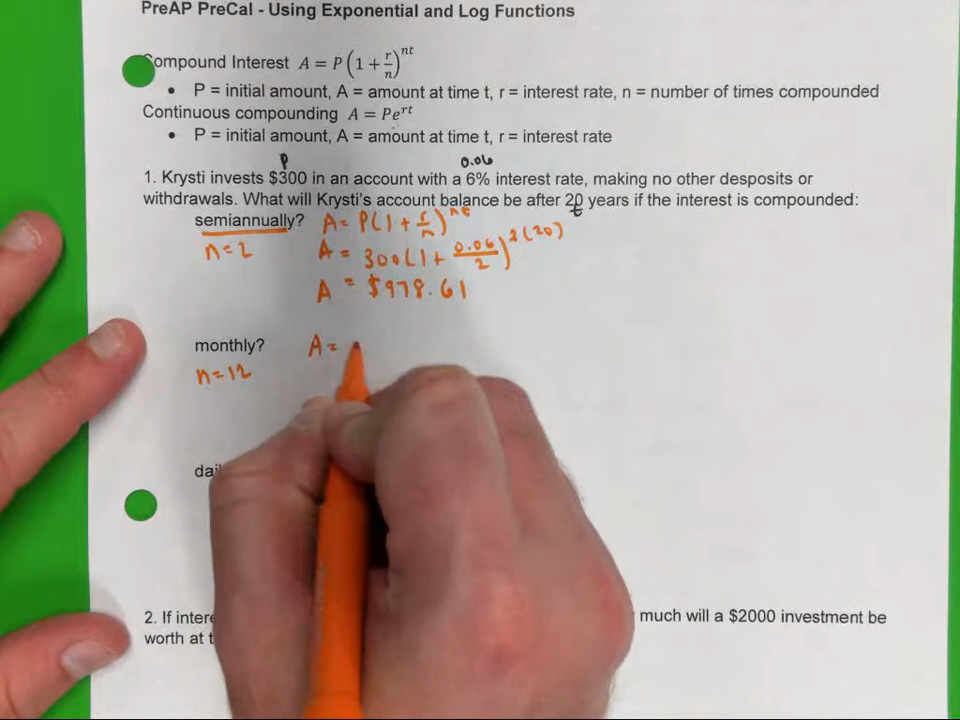 PreAP PreCal - Using Exponential and Log Functions
Compound Interest A = P(1 + r/n)^nt
• P = initial amount, A = amount at time t, r = interest rate, n = number of times compounded
Continuous compounding A = Pe^rt
• P = initial amount, A = amount at time t, r = interest rate
P 0.06
1. Krysti invests $300 in an account with a 6% interest rate, making no other desposits or
withdrawals. What will Krysti's account balance be after 20 years if the interest is compounded:
t
semiannually? A = P(1 + r/n)^nt
n=2 A = 300(1 + 0.06/2)^2(20)
A = $978.61
monthly? A =
n=12
2. If
much will a $2000 investment be
worth at